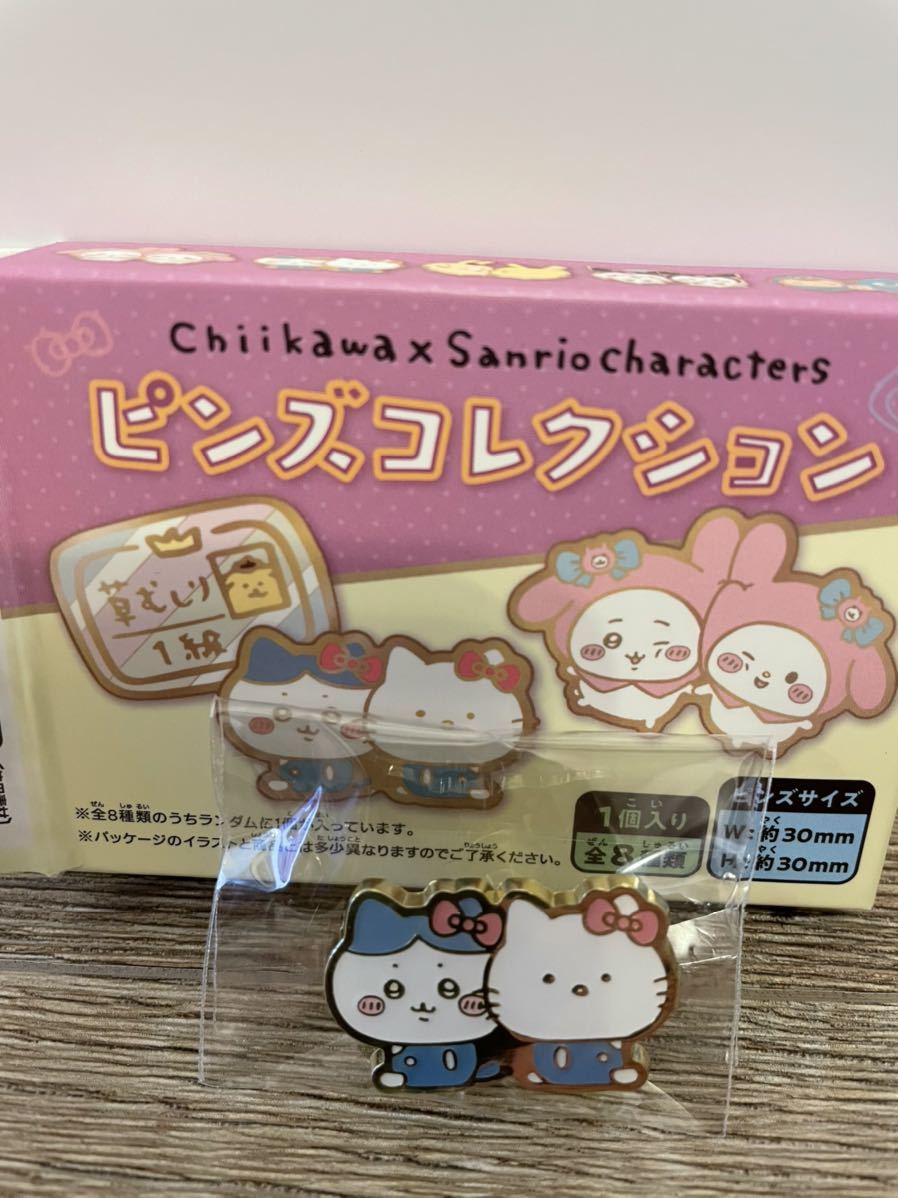 Chiikawa x Sanrio characters
ピンズコレクション
草むしり
1級
※全8種類のうちランダムに1個が入っています。
※パッケージのイラストと商品とは多少異なりますのでご了承ください。
1個入り
全8種類
ピンズサイズ
W:約30mm
H:約30mm